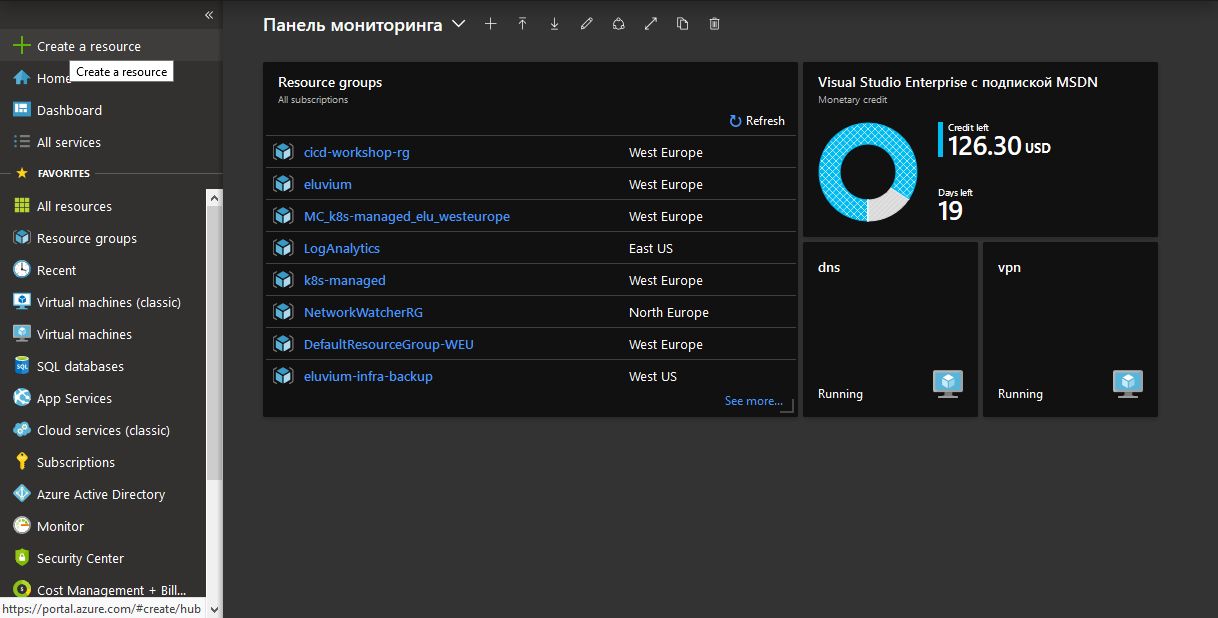 «
Create a resource
Create a resource
Home
Dashboard
All services
FAVORITES
All resources
Resource groups
Recent
Virtual machines (classic)
Virtual machines
SQL databases
App Services
Cloud services (classic)
Subscriptions
Azure Active Directory
Monitor
Security Center
Cost Management + Bill...
https://portal.azure.com/#create/hub
Панель мониторинга
Resource groups
All subscriptions
Refresh
cicd-workshop-rg West Europe
eluvium West Europe
MC_k8s-managed_elu_westeurope West Europe
LogAnalytics East US
k8s-managed West Europe
NetworkWatcherRG North Europe
DefaultResourceGroup-WEU West Europe
eluvium-infra-backup West US
See more...
Visual Studio Enterprise с подпиской MSDN
Monetary credit
Credit left
126.30 USD
Days left
19
dns
Running
vpn
Running